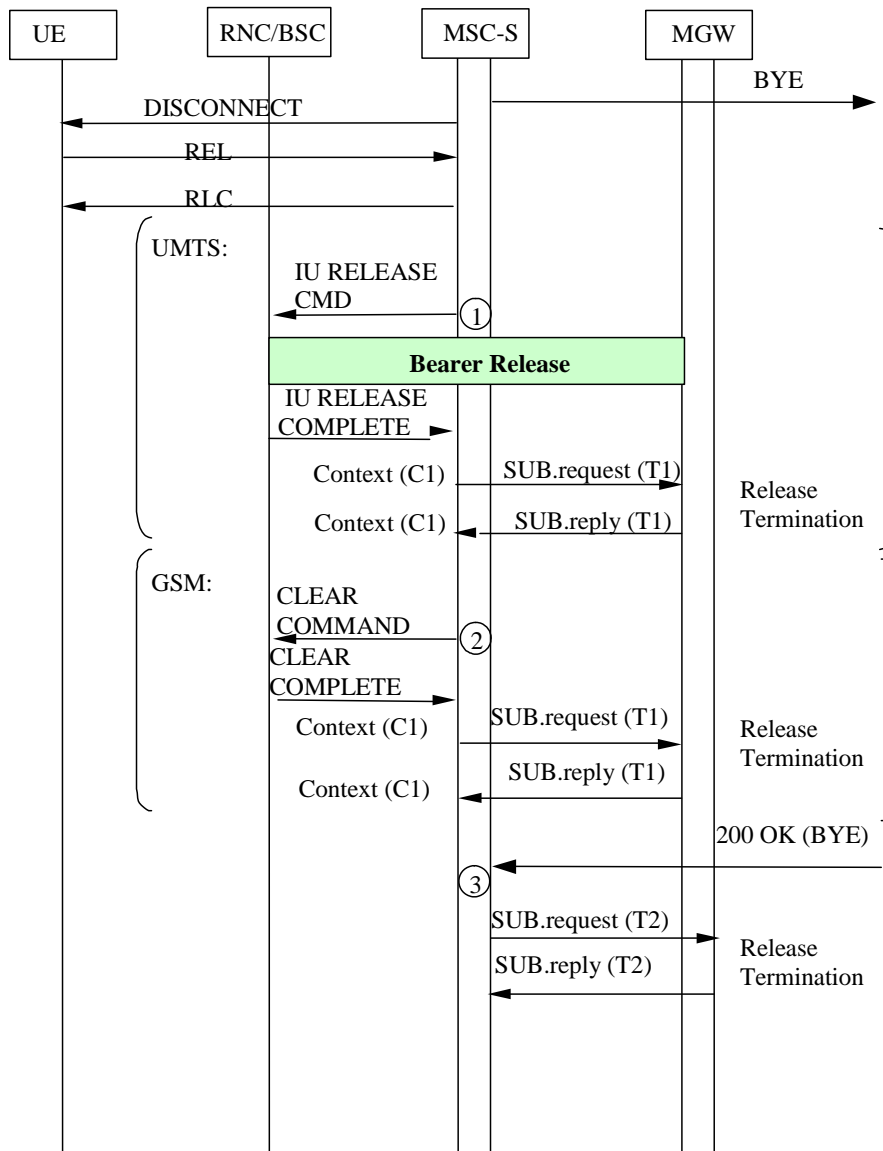 UE
RNC/BSC
MSC-S
MGW
BYE
DISCONNECT
REL
RLC
UMTS:
IU RELEASE
CMD
1
Bearer Release
IU RELEASE
COMPLETE
Context (C1)
SUB.request (T1)
Release
Termination
Context (C1)
SUB.reply (T1)
GSM:
CLEAR
COMMAND
2
CLEAR
COMPLETE
Context (C1)
SUB.request (T1)
Release
Termination
Context (C1)
SUB.reply (T1)
200 OK (BYE)
3
SUB.request (T2)
Release
Termination
SUB.reply (T2)